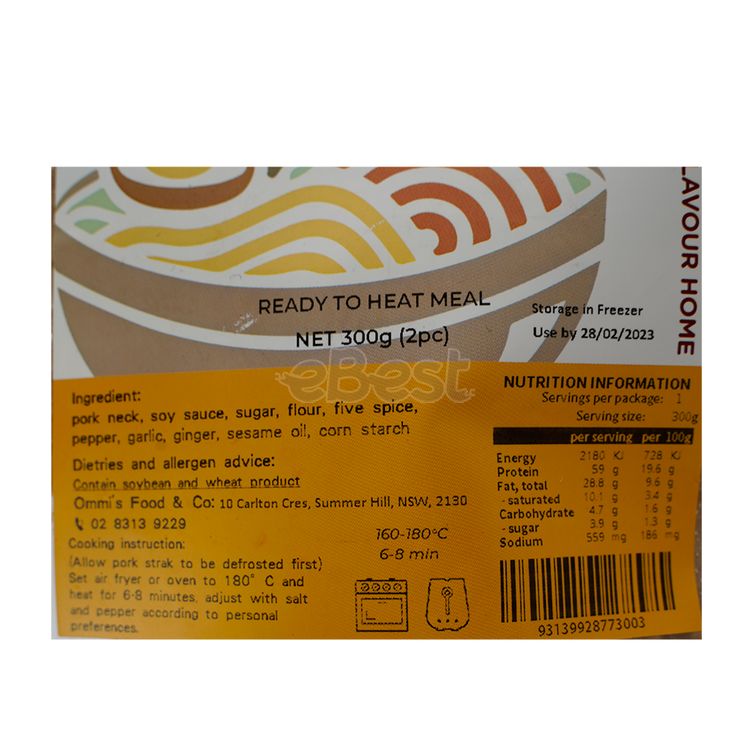 LAVOUR HOME
READY TO HEAT MEAL
NET 300g (2pc)
Storage in Freezer
Use by 28/02/2023
eBest
Ingredient:
pork neck, soy sauce, sugar, flour, five spice,
pepper, garlic, ginger, sesame oil, corn starch
Dietries and allergen advice:
Contain soybean and wheat product
Ommi's Food & Co: 10 Carlton Cres, Summer Hill, NSW, 2130
02 8313 9229
Cooking instruction:
(Allow pork strak to be defrosted first)
Set air fryer or oven to 180° C and
heat for 6-8 minutes, adjust with salt
and pepper according to personal
preferences.
160-180°C
6-8 min
NUTRITION INFORMATION
Servings per package: 1
Serving size: 300g
per serving per 100g
Energy 2180 KJ 728 KJ
Protein 59 g 19.6 g
Fat, total 28.8 g 9.6 g
- saturated 10.1 g 3.4 g
Carbohydrate 4.7 g 1.6 g
- sugar 3.9 g 1.3 g
Sodium 559 mg 186 mg
93139928773003